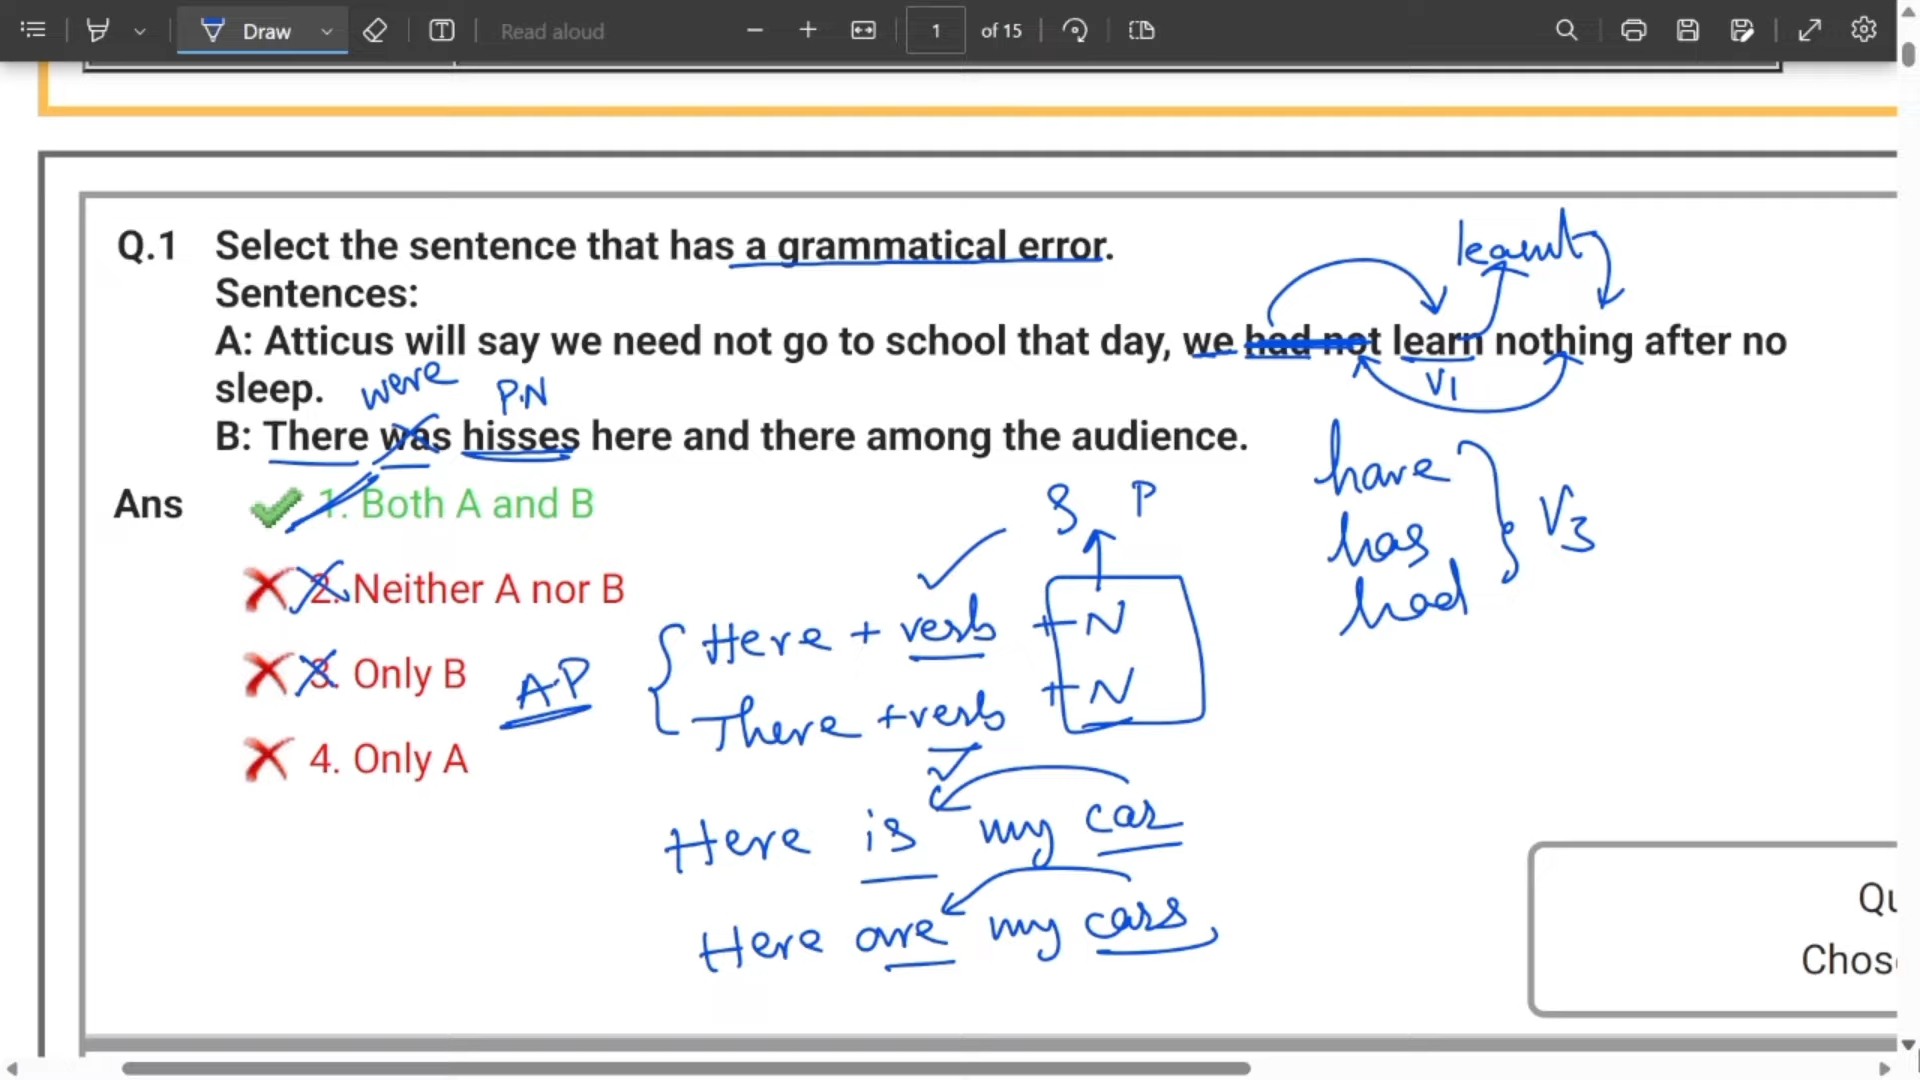 Draw
Read aloud
1 of 15
Q.1 Select the sentence that has a grammatical error.
learnt
Sentences:
A: Atticus will say we need not go to school that day, we had not learn nothing after no
sleep. were P.N V1
B: There was hisses here and there among the audience.
have
has
had
V3
Ans 1. Both A and B
S P
2. Neither A nor B
Here + verb + N
3. Only B
A.P
There + verb + N
4. Only A
Here is my car
Here are my cars
Qu
Chose